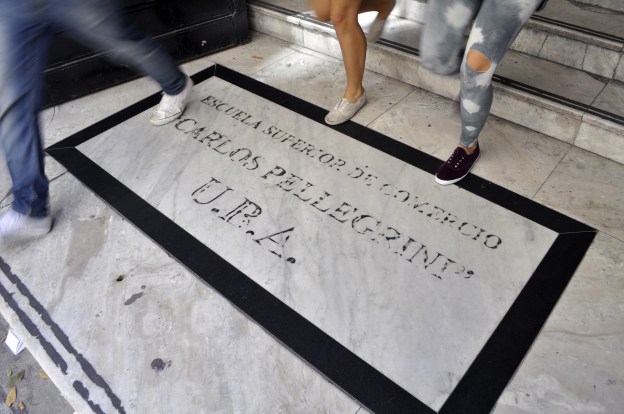 ESCUELA SUPERIOR DE COMERCIO
"CARLOS PELLEGRINI"
U.B.A.